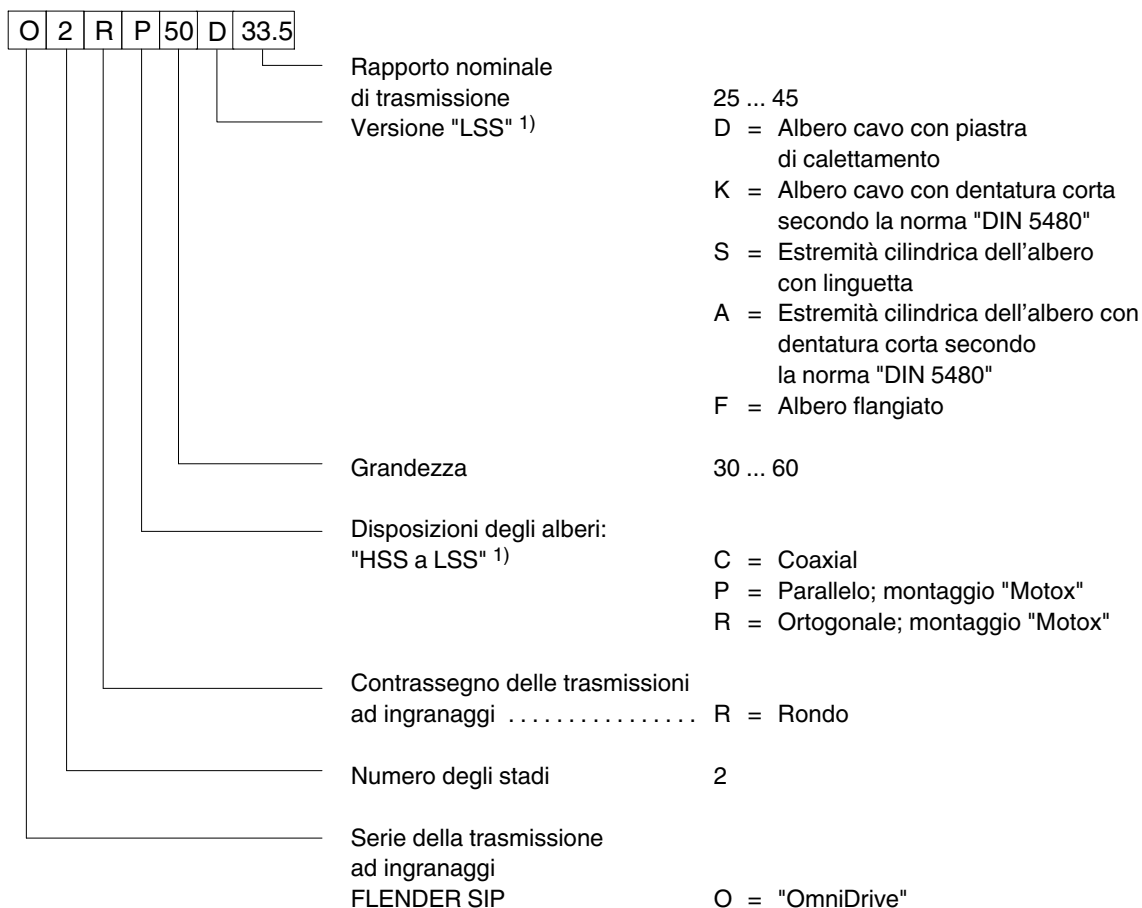 O 2 R P 50 D 33.5
Rapporto nominale
di trasmissione 25 ... 45
Versione "LSS" 1) D = Albero cavo con piastra
di calettamento
K = Albero cavo con dentatura corta
secondo la norma "DIN 5480"
S = Estremità cilindrica dell'albero
con linguetta
A = Estremità cilindrica dell'albero con
dentatura corta secondo
la norma "DIN 5480"
F = Albero flangiato
Grandezza 30 ... 60
Disposizioni degli alberi:
"HSS a LSS" 1) C = Coaxial
P = Parallelo; montaggio "Motox"
R = Ortogonale; montaggio "Motox"
Contrassegno delle trasmissioni
ad ingranaggi . . . . . . . . . . . . . . . . R = Rondo
Numero degli stadi 2
Serie della trasmissione
ad ingranaggi
FLENDER SIP O = "OmniDrive"